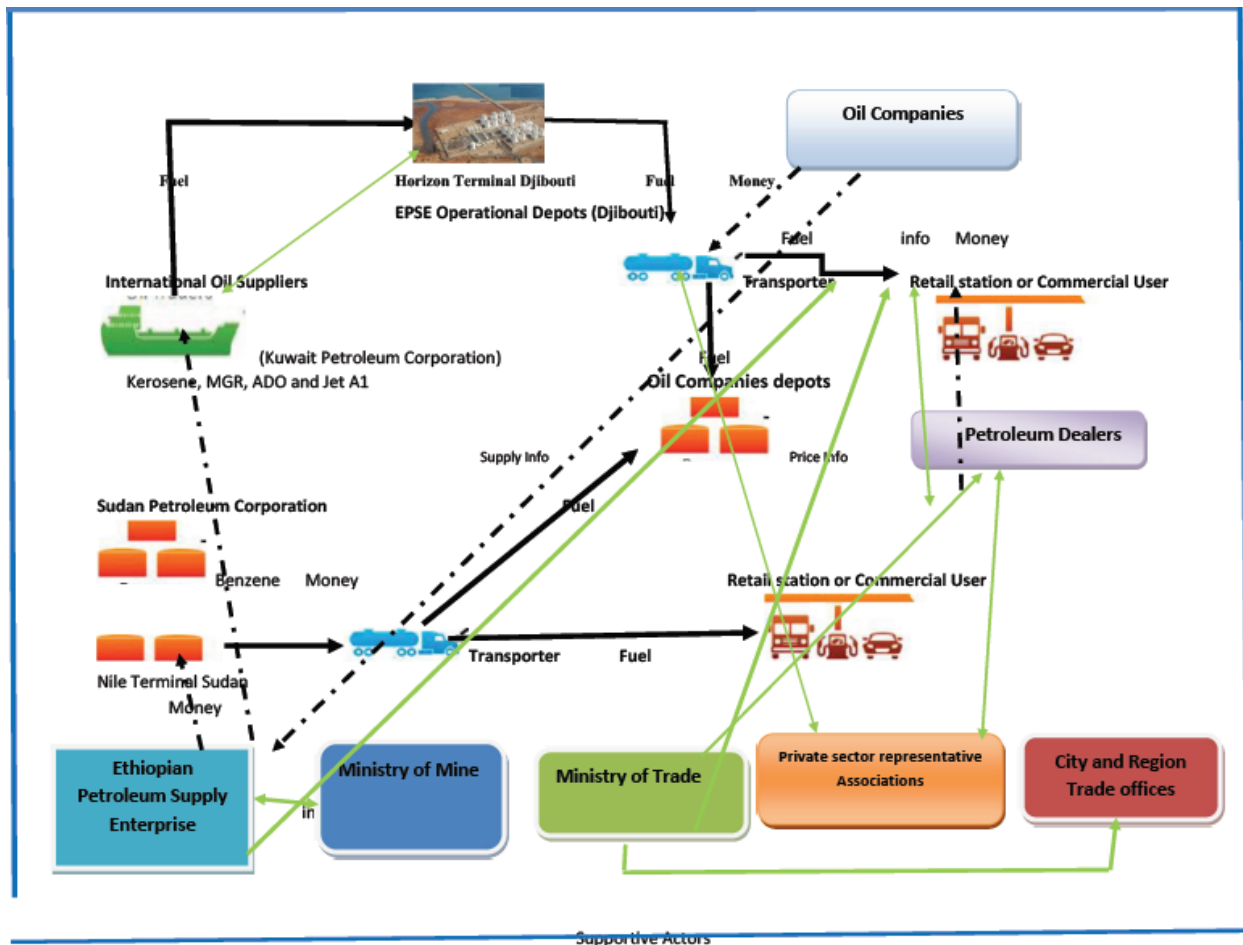 Oil Companies
Fuel
Horizon Terminal Djibouti
Fuel
Money
EPSE Operational Depots (Djibouti)
Fuel
info
Money
International Oil Suppliers
Transporter
Retail station or Commercial User
(Kuwait Petroleum Corporation)
Fuel
Kerosene, MGR, ADO and Jet A1
Oil Companies depots
Petroleum Dealers
Supply Info
Price Info
Sudan Petroleum Corporation
Fuel
Benzene
Money
Retail station or Commercial User
Transporter
Fuel
Nile Terminal Sudan
Money
Ethiopian
Petroleum Supply
Enterprise
Ministry of Mine
in
Ministry of Trade
Private sector representative
Associations
City and Region
Trade offices
Supportive Actors